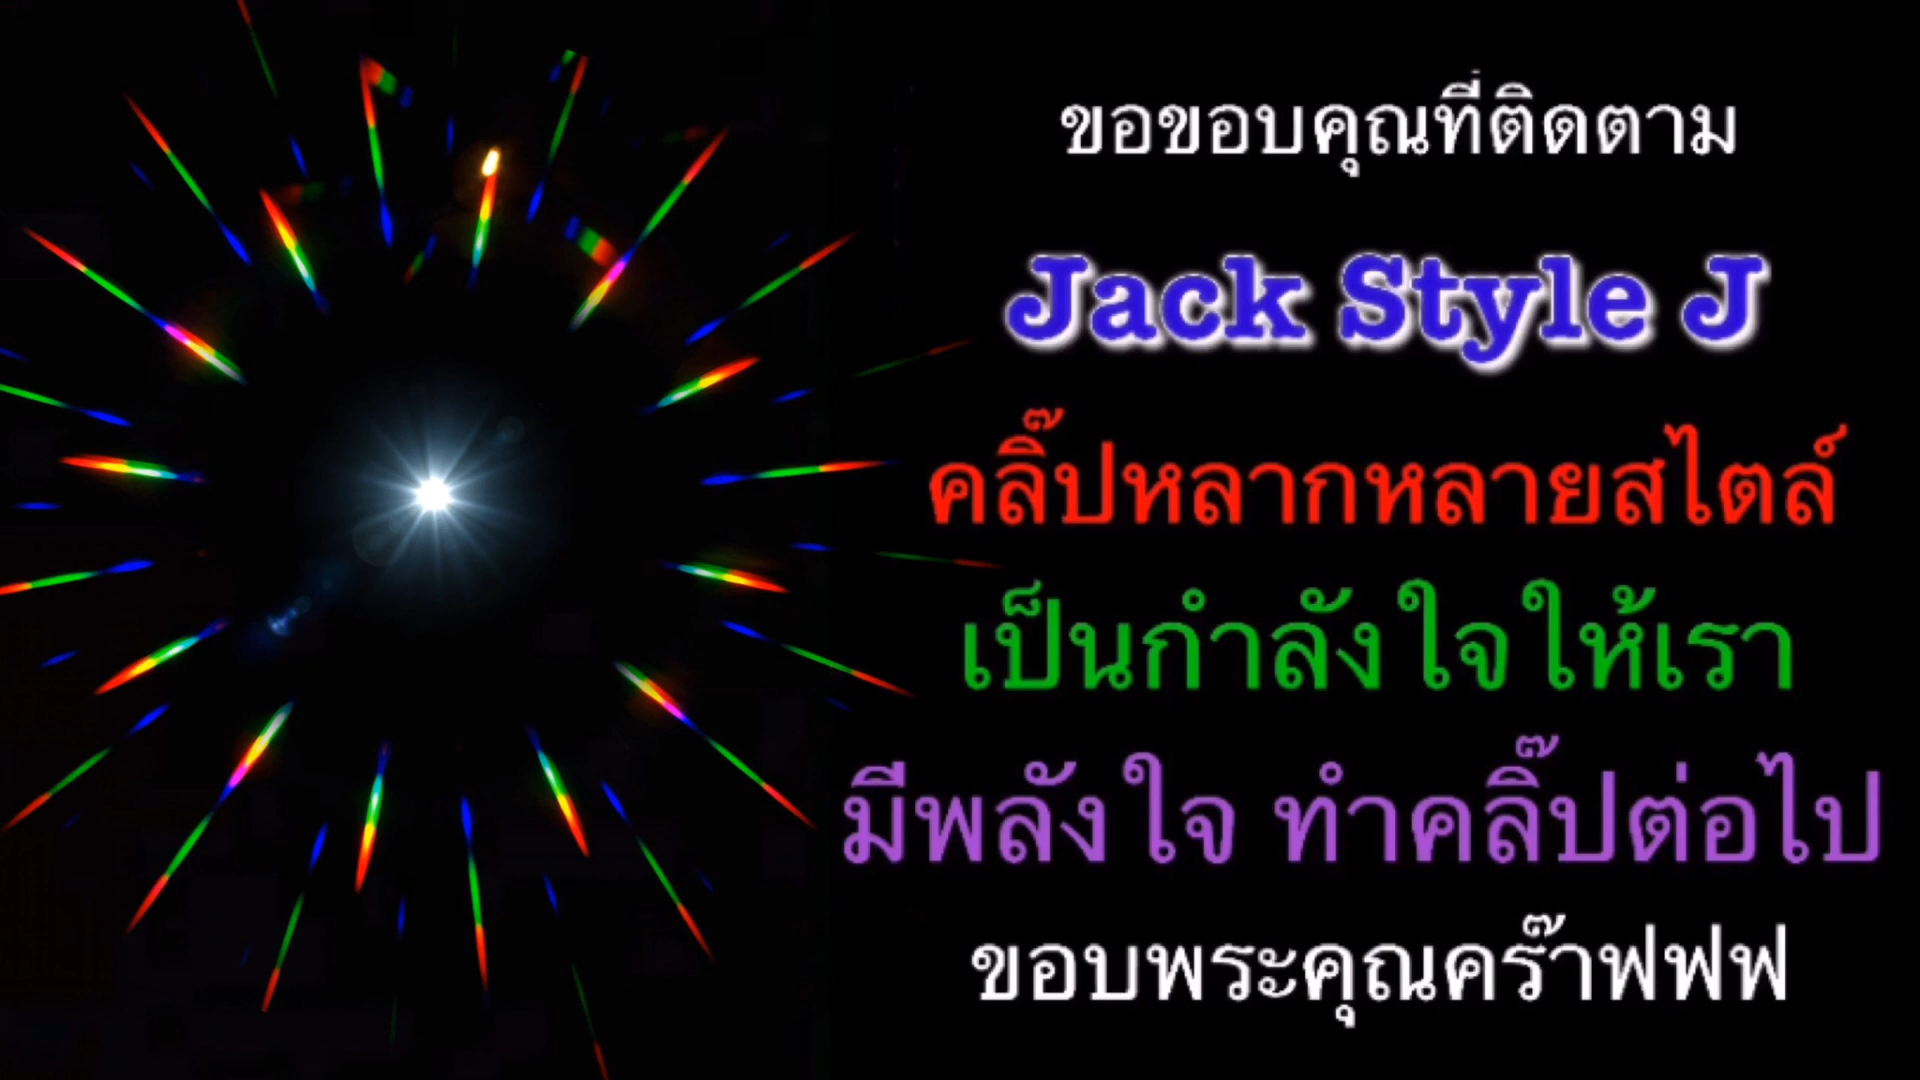 ขอขอบคุณที่ติดตาม
Jack Style J
คลิ๊ปหลากหลายสไตล์
เป็นกำลังใจให้เรา
มีพลังใจ ทำคลิ๊ปต่อไป
ขอบพระคุณคร๊าฟฟฟ